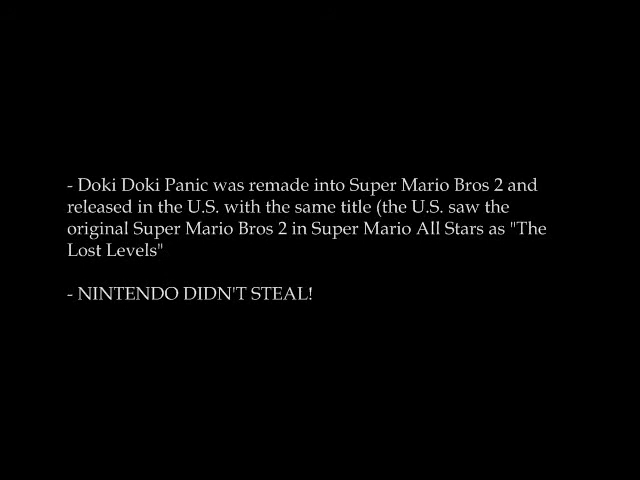 - Doki Doki Panic was remade into Super Mario Bros 2 and
released in the U.S. with the same title (the U.S. saw the
original Super Mario Bros 2 in Super Mario All Stars as "The
Lost Levels"
- NINTENDO DIDN'T STEAL!